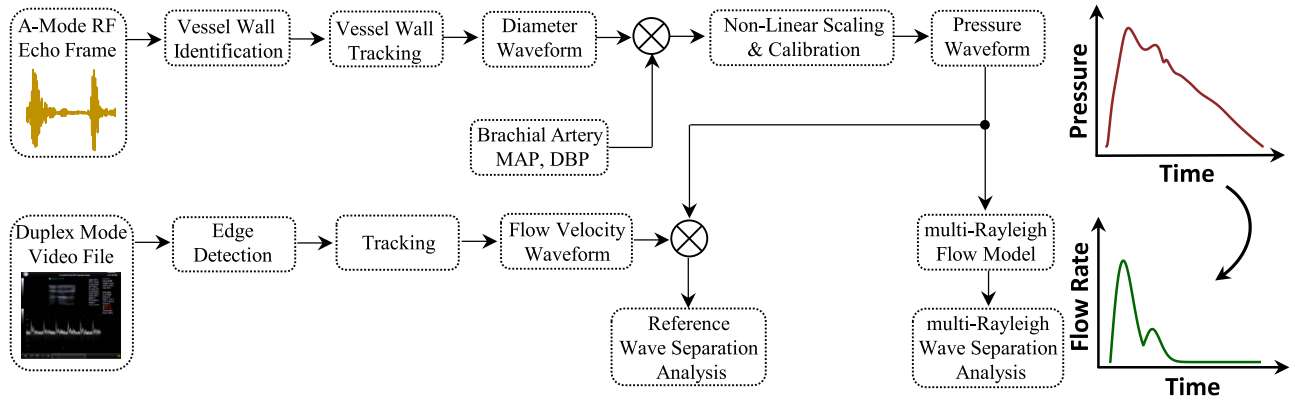 A-Mode RF
Echo Frame
Vessel Wall
Identification
Vessel Wall
Tracking
Diameter
Waveform
Non-Linear Scaling
& Calibration
Pressure
Waveform
Brachial Artery
MAP, DBP
Pressure
Time
Duplex Mode
Video File
Edge
Detection
Tracking
Flow Velocity
Waveform
multi-Rayleigh
Flow Model
Reference
Wave Separation
Analysis
multi-Rayleigh
Wave Separation
Analysis
Flow Rate
Time